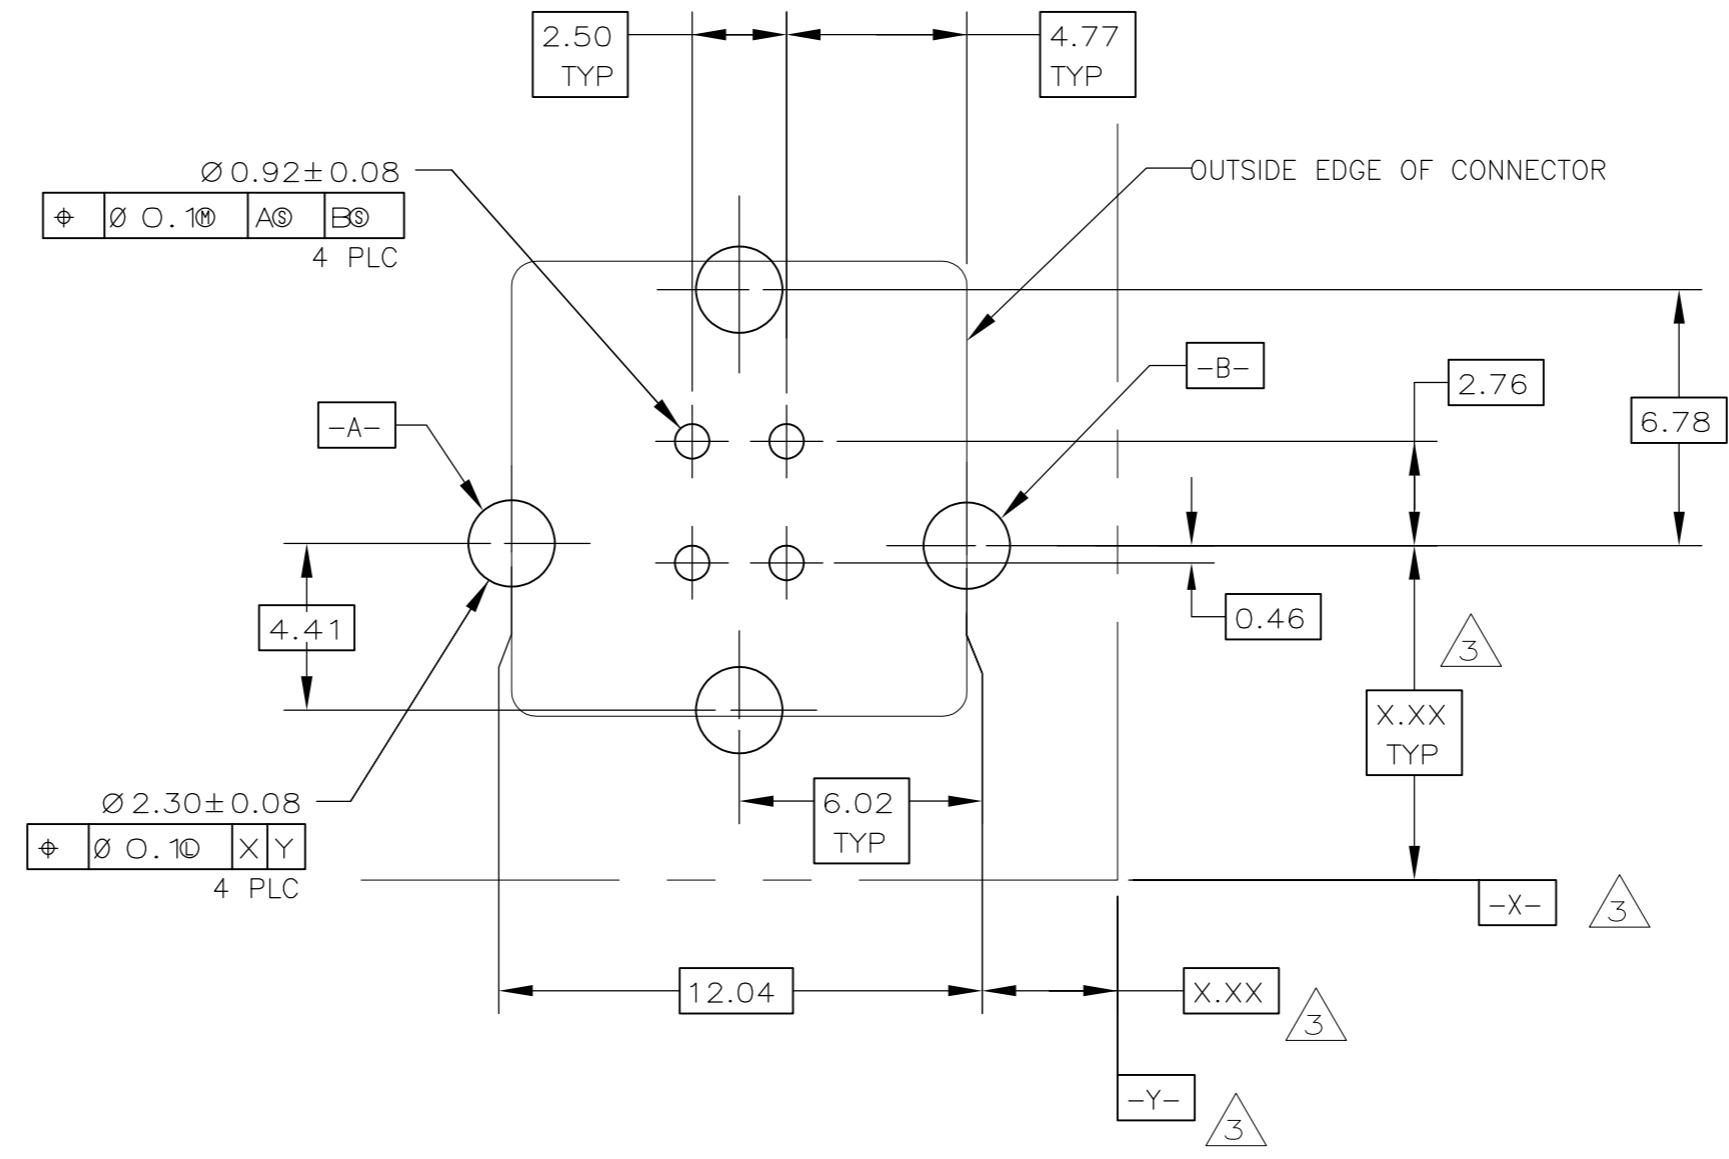 2.50
TYP
4.77
TYP
Ø0.92±0.08
⌖ Ø 0.1Ⓜ AⓈ BⓈ
4 PLC
OUTSIDE EDGE OF CONNECTOR
-B-
2.76
6.78
-A-
4.41
0.46
3
X.XX
TYP
Ø2.30±0.08
⌖ Ø 0.1Ⓛ X Y
4 PLC
6.02
TYP
-X-
3
12.04
X.XX
3
-Y-
3